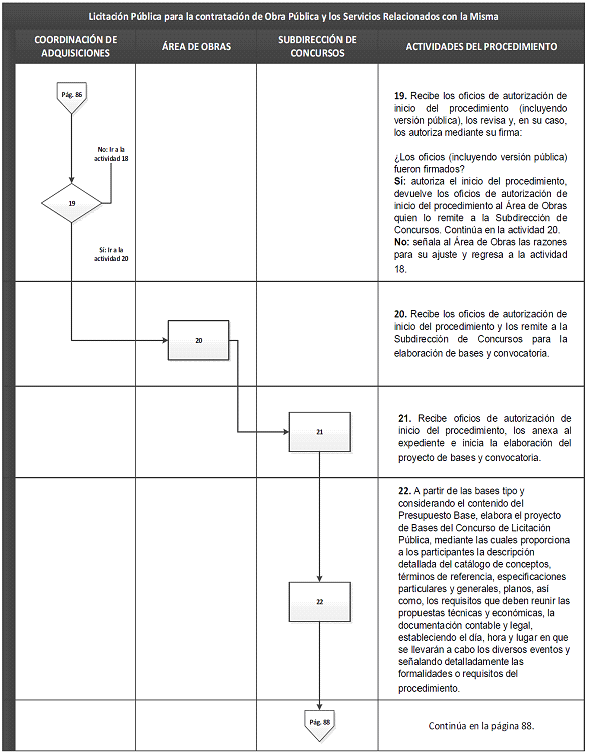 Licitación Pública para la contratación de Obra Pública y los Servicios Relacionados con la Misma
COORDINACIÓN DE
ADQUISICIONES
ÁREA DE OBRAS
SUBDIRECCIÓN DE
CONCURSOS
ACTIVIDADES DEL PROCEDIMIENTO
Pág. 86
No: Ir a la
actividad 18
19
Sí: Ir a la
actividad 20
19. Recibe los oficios de autorización de
inicio del procedimiento (incluyendo
versión pública), los revisa y, en su caso,
los autoriza mediante su firma:
¿Los oficios (incluyendo versión pública)
fueron firmados?
Sí: autoriza el inicio del procedimiento,
devuelve los oficios de autorización de
inicio del procedimiento al Área de Obras
quien lo remite a la Subdirección de
Concursos. Continúa en la actividad 20.
No: señala al Área de Obras las razones
para su ajuste y regresa a la actividad
18.
20
20. Recibe los oficios de autorización de
inicio del procedimiento y los remite a la
Subdirección de Concursos para la
elaboración de bases y convocatoria.
21
21. Recibe oficios de autorización de
inicio del procedimiento, los anexa al
expediente e inicia la elaboración del
proyecto de bases y convocatoria.
22
22. A partir de las bases tipo y
considerando el contenido del
Presupuesto Base, elabora el proyecto
de Bases del Concurso de Licitación
Pública, mediante las cuales proporciona
a los participantes la descripción
detallada del catálogo de conceptos,
términos de referencia, especificaciones
particulares y generales, planos, así
como, los requisitos que deben reunir las
propuestas técnicas y económicas, la
documentación contable y legal,
estableciendo el día, hora y lugar en que
se llevarán a cabo los diversos eventos y
señalando detalladamente las
formalidades o requisitos del
procedimiento.
Pág. 88
Continúa en la página 88.